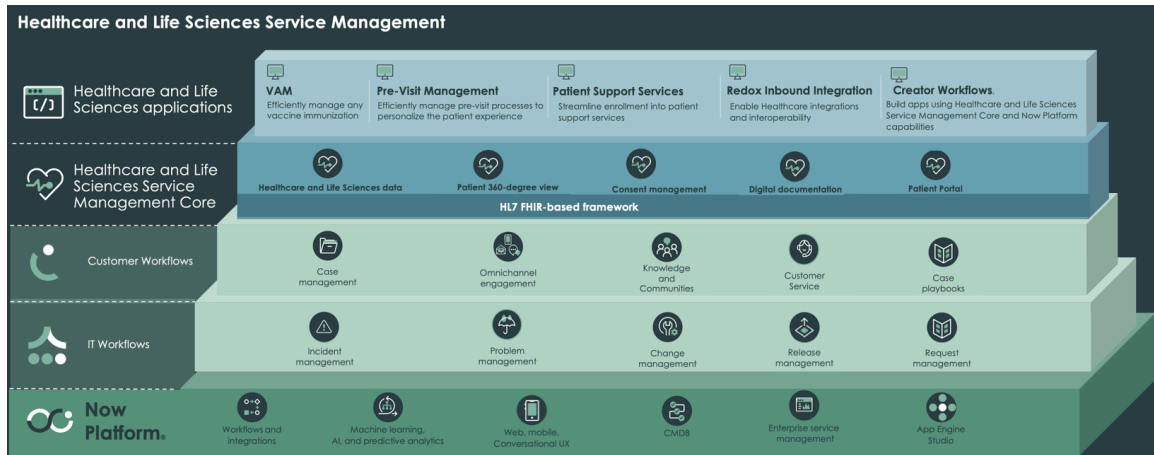 Healthcare and Life Sciences Service Management
Healthcare and Life
Sciences applications
VAM
Efficiently manage any
vaccine immunization
Pre-Visit Management
Efficiently manage pre-visit processes to
personalize the patient experience
Patient Support Services
Streamline enrollment into patient
support services
Redox Inbound Integration
Enable Healthcare integrations
and interoperability
Creator Workflows.
Build apps using Healthcare and Life Sciences
Service Management Core and Now Platform
capabilities
Healthcare and Life
Sciences Service
Management Core
Healthcare and Life Sciences data
Patient 360-degree view
Consent management
Digital documentation
Patient Portal
HL7 FHIR-based framework
Customer Workflows
Case
management
Omnichannel
engagement
Knowledge
and
Communities
Customer
Service
Case
playbooks
IT Workflows
Incident
management
Problem
management
Change
management
Release
management
Request
management
Now
Platform®
Workflows and
integrations
Machine learning,
AI, and predictive analytics
Web, mobile,
Conversational UX
CMDB
Enterprise service
management
App Engine
Studio